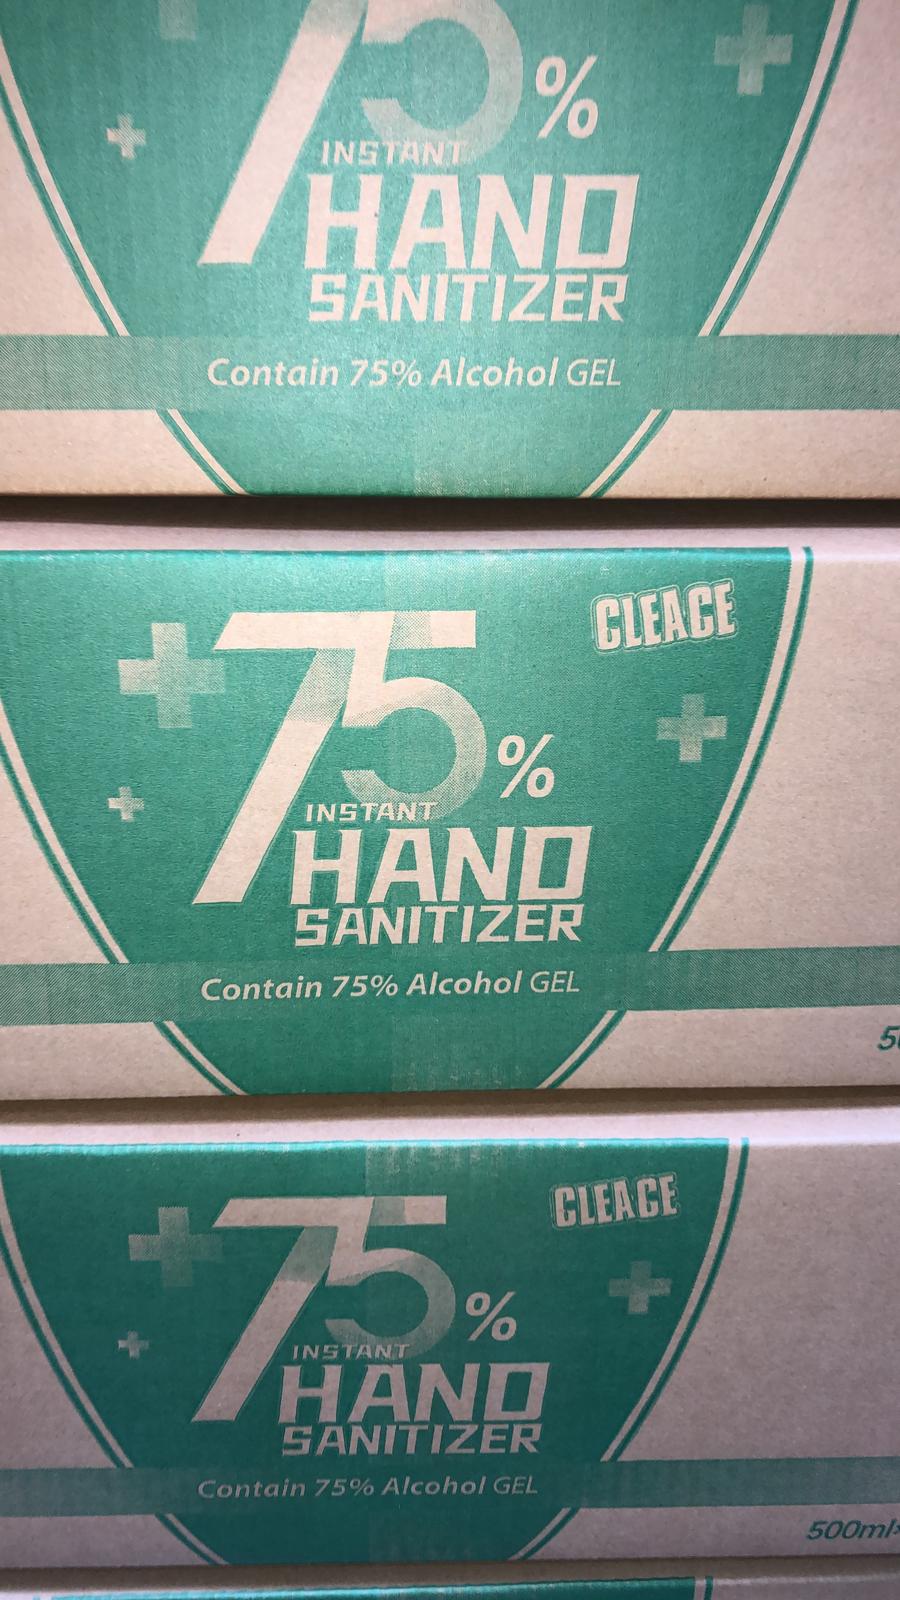 75%
INSTANT
HAND
SANITIZER
Contain 75% Alcohol GEL
CLEACE
75%
INSTANT
HAND
SANITIZER
Contain 75% Alcohol GEL
CLEACE
75%
INSTANT
HAND
SANITIZER
Contain 75% Alcohol GEL
500ml